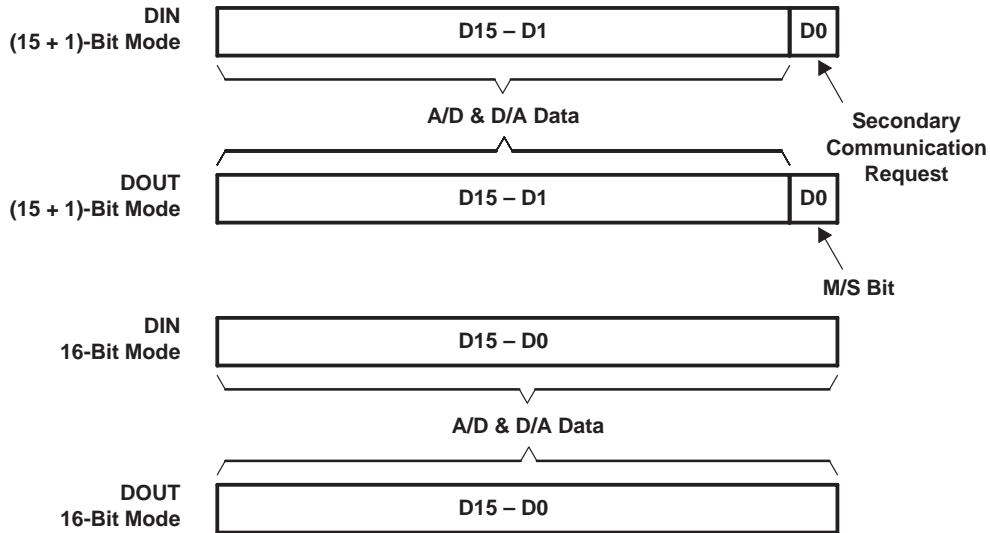 DIN
(15 + 1)-Bit Mode
D15 – D1
D0
A/D & D/A Data
Secondary
Communication
Request
DOUT
(15 + 1)-Bit Mode
D15 – D1
D0
M/S Bit
DIN
16-Bit Mode
D15 – D0
A/D & D/A Data
DOUT
16-Bit Mode
D15 – D0